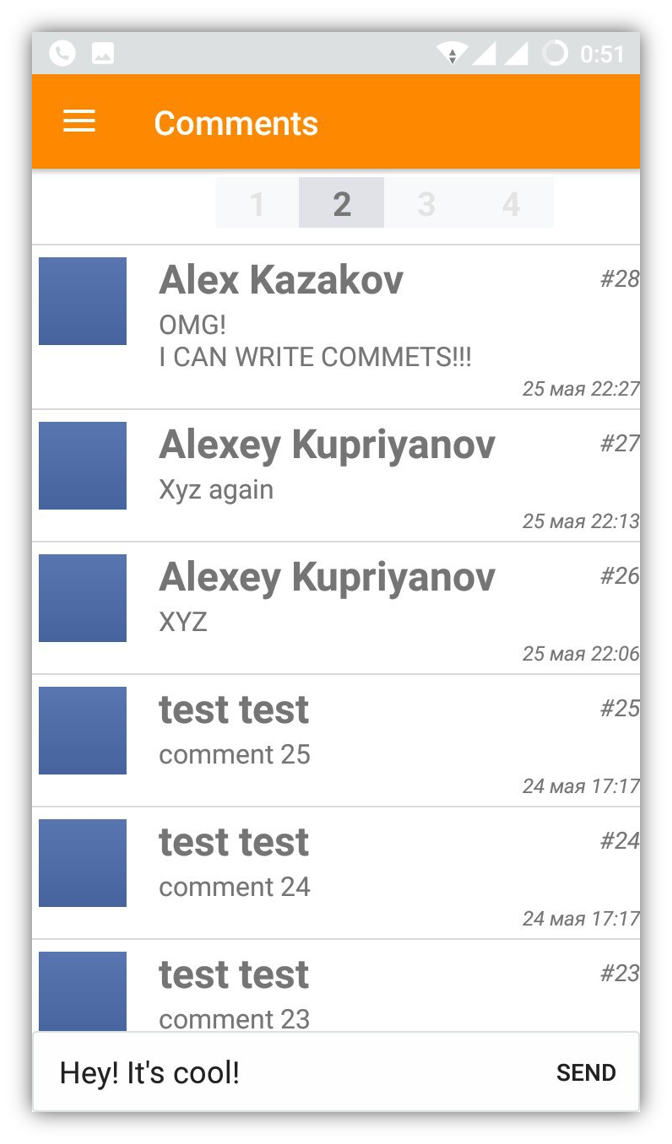 0:51
Comments
1 2 3 4
Alex Kazakov #28
OMG!
I CAN WRITE COMMETS!!!
25 мая 22:27
Alexey Kupriyanov #27
Xyz again
25 мая 22:13
Alexey Kupriyanov #26
XYZ
25 мая 22:06
test test #25
comment 25
24 мая 17:17
test test #24
comment 24
24 мая 17:17
test test #23
comment 23
Hey! It's cool! SEND